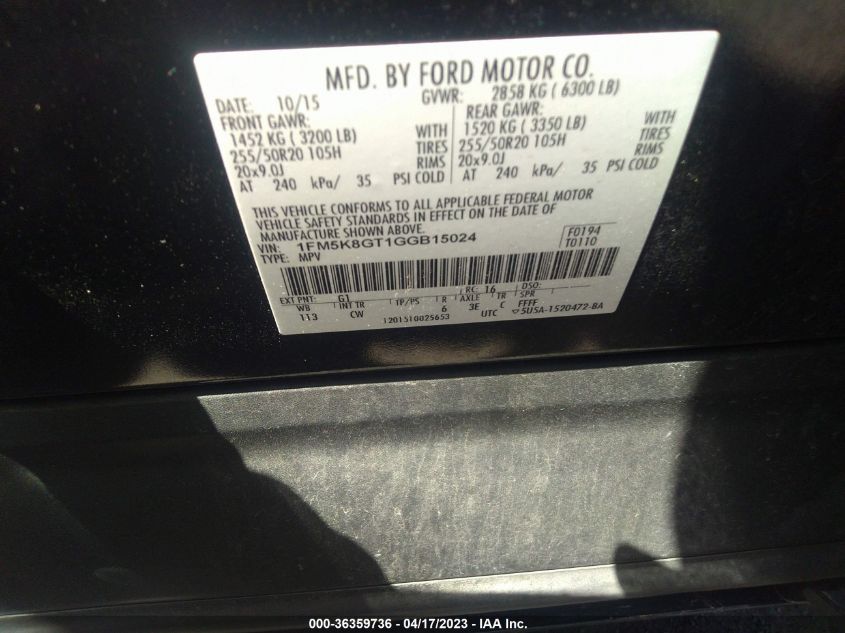 MFD. BY FORD MOTOR CO.
DATE: 10/15 GVWR: 2858 KG ( 6300 LB)
FRONT GAWR: REAR GAWR:
1452 KG ( 3200 LB) WITH 1520 KG ( 3350 LB) WITH
255/50R20 105H TIRES 255/50R20 105H TIRES
20x9.0J RIMS 20x9.0J RIMS
AT 240 kPa/ 35 PSI COLD AT 240 kPa/ 35 PSI COLD
THIS VEHICLE CONFORMS TO ALL APPLICABLE FEDERAL MOTOR
VEHICLE SAFETY STANDARDS IN EFFECT ON THE DATE OF
MANUFACTURE SHOWN ABOVE.
VIN: 1FM5K8GT1GGB15024 F0194
TYPE: MPV T0110
EXT PNT: G1 RC: 16 DSO:
WB INT TR TP/PS R AXLE TR SPR
113 CW 6 3E C FFFF
1201510025653 UTC ▽5U5A-1520472-BA
000-36359736 - 04/17/2023 - IAA Inc.